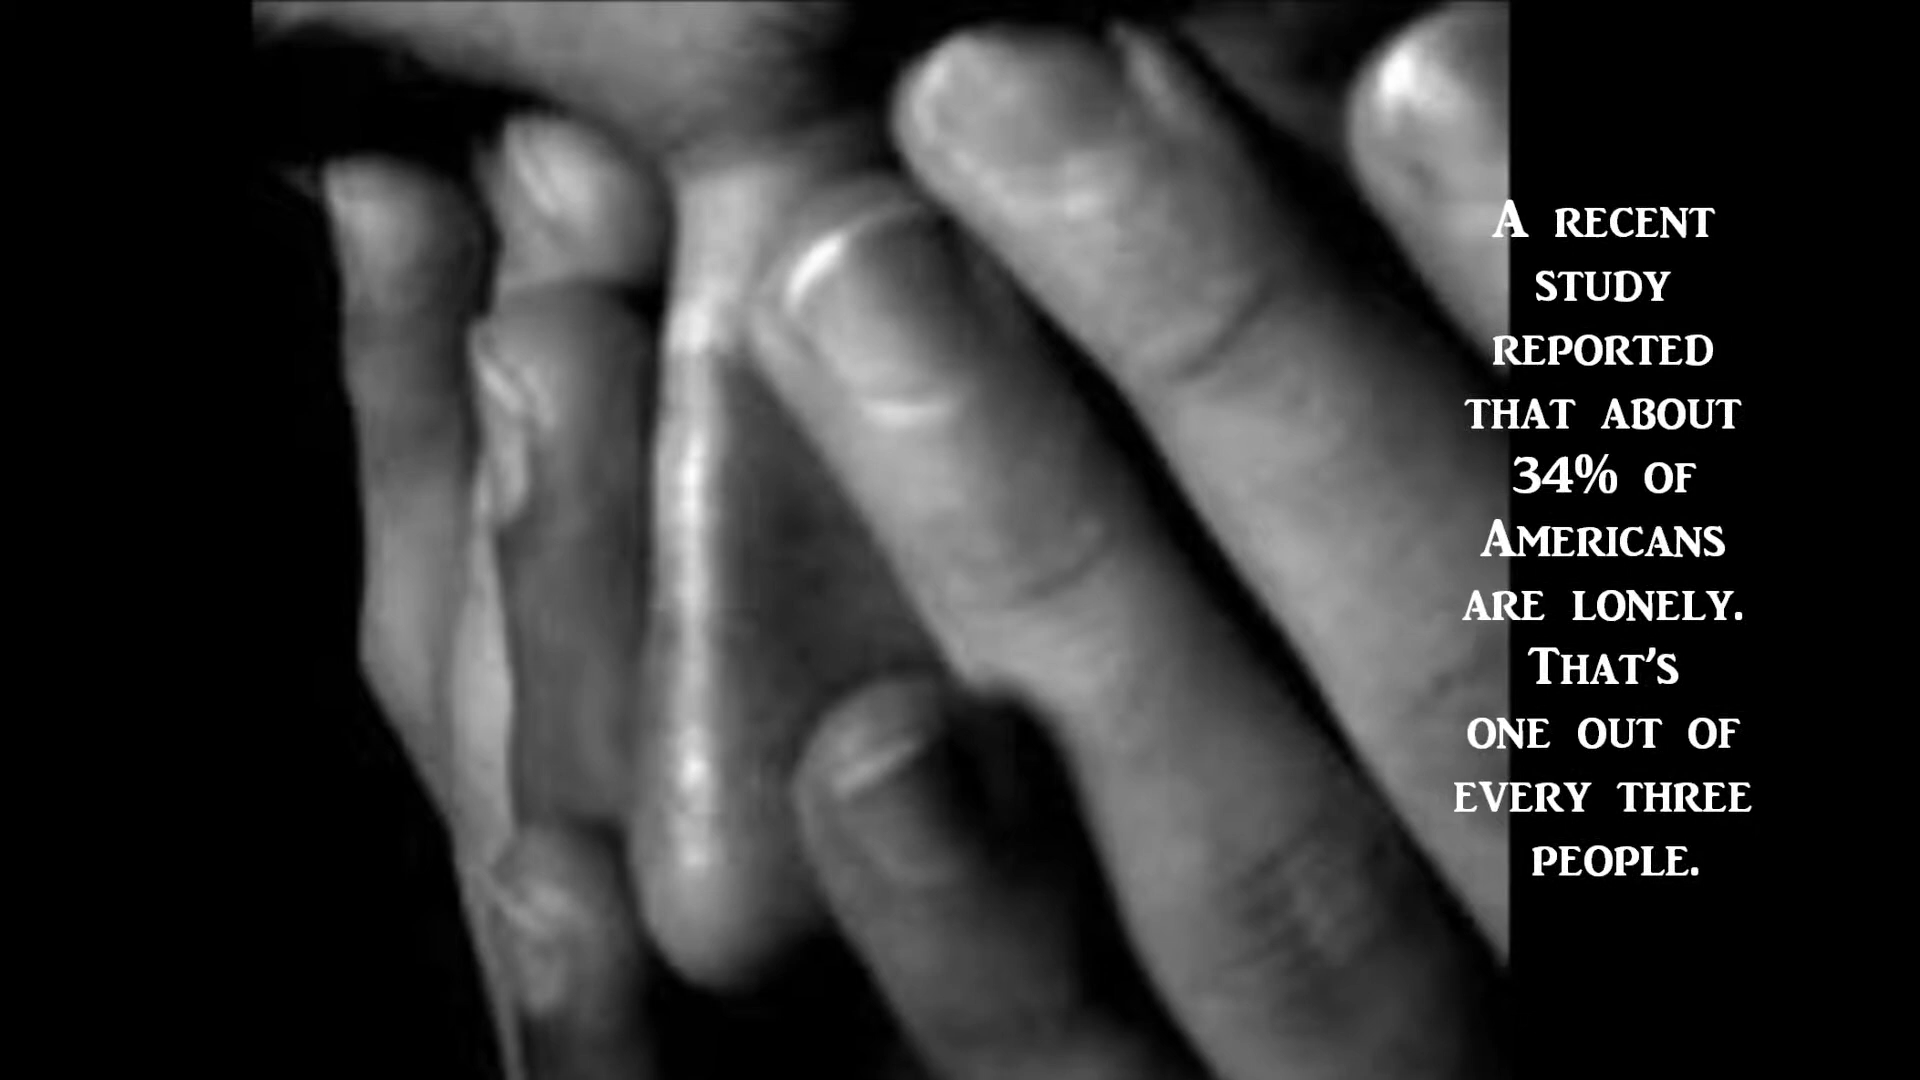 A RECENT
STUDY
REPORTED
THAT ABOUT
34% OF
AMERICANS
ARE LONELY.
THAT'S
ONE OUT OF
EVERY THREE
PEOPLE.